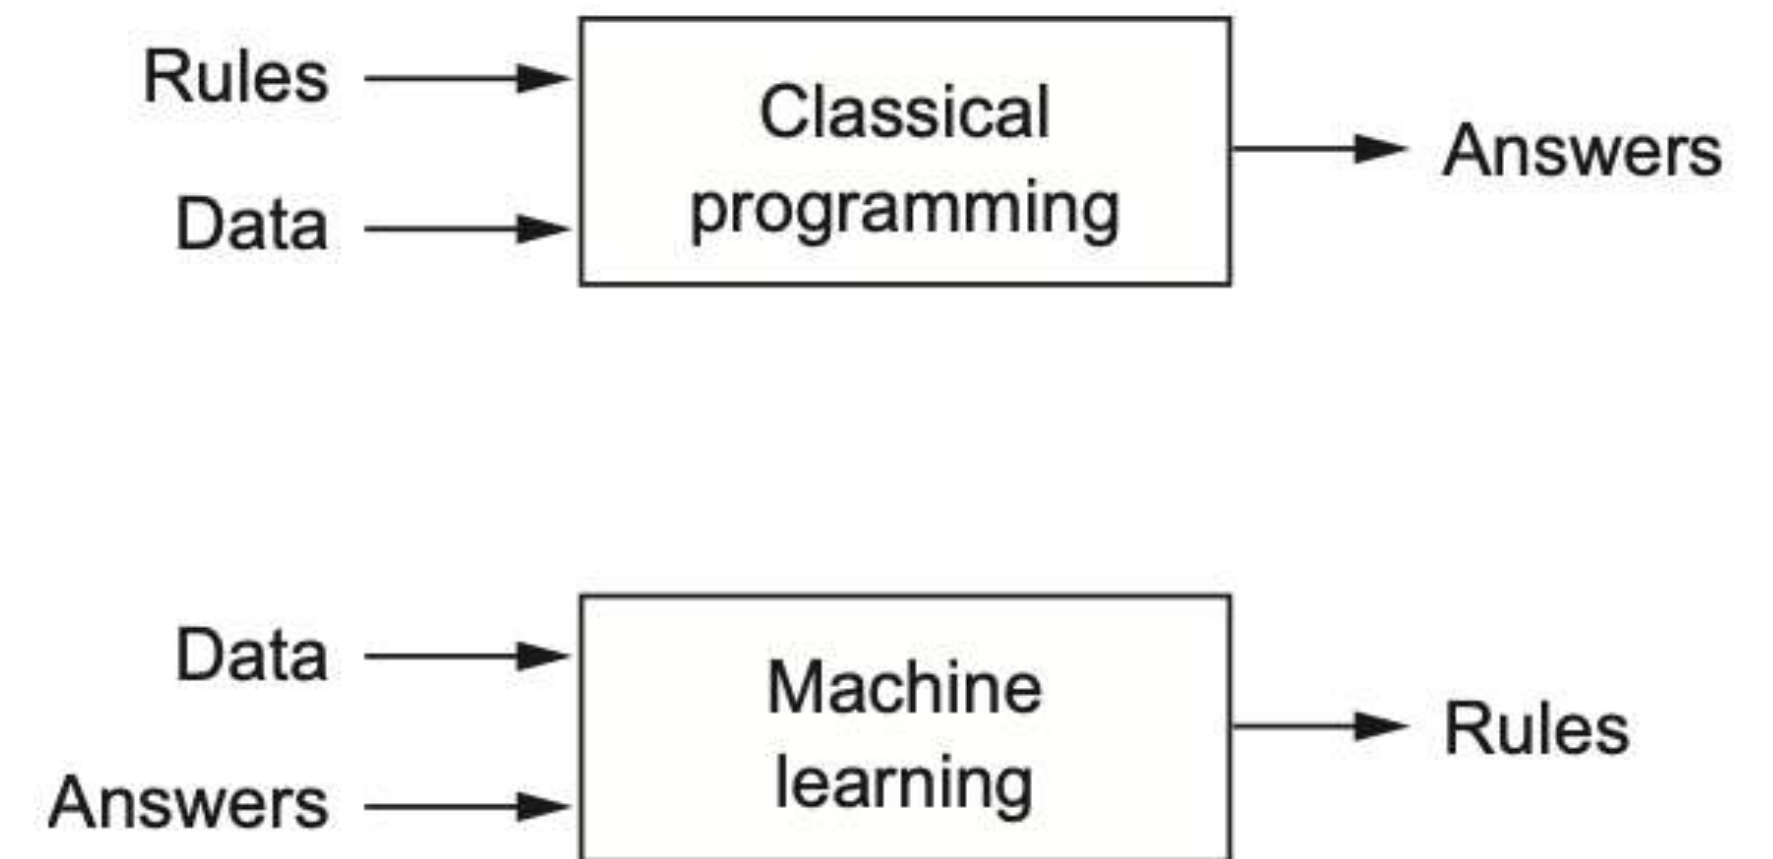 Rules
Data
Classical
programming
Answers
Data
Answers
Machine
learning
Rules